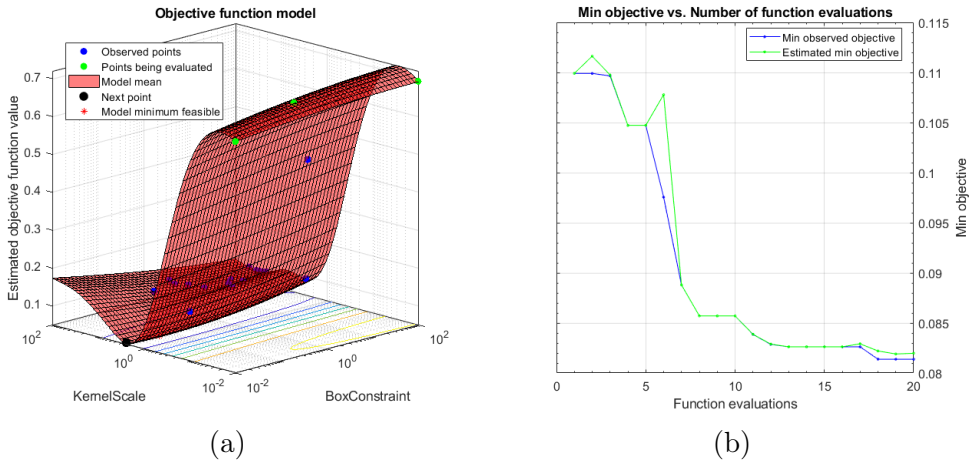 Objective function model
Observed points
Points being evaluated
Model mean
Next point
Model minimum feasible
Estimated objective function value
0.7
0.6
0.5
0.4
0.3
0.2
0.1
10^2
10^0
10^-2
KernelScale
10^-2
10^0
10^2
BoxConstraint
(a)
Min objective vs. Number of function evaluations
Min observed objective
Estimated min objective
0.115
0.11
0.105
0.1
0.095
0.09
0.085
0.08
Min objective
0 5 10 15 20
Function evaluations
(b)